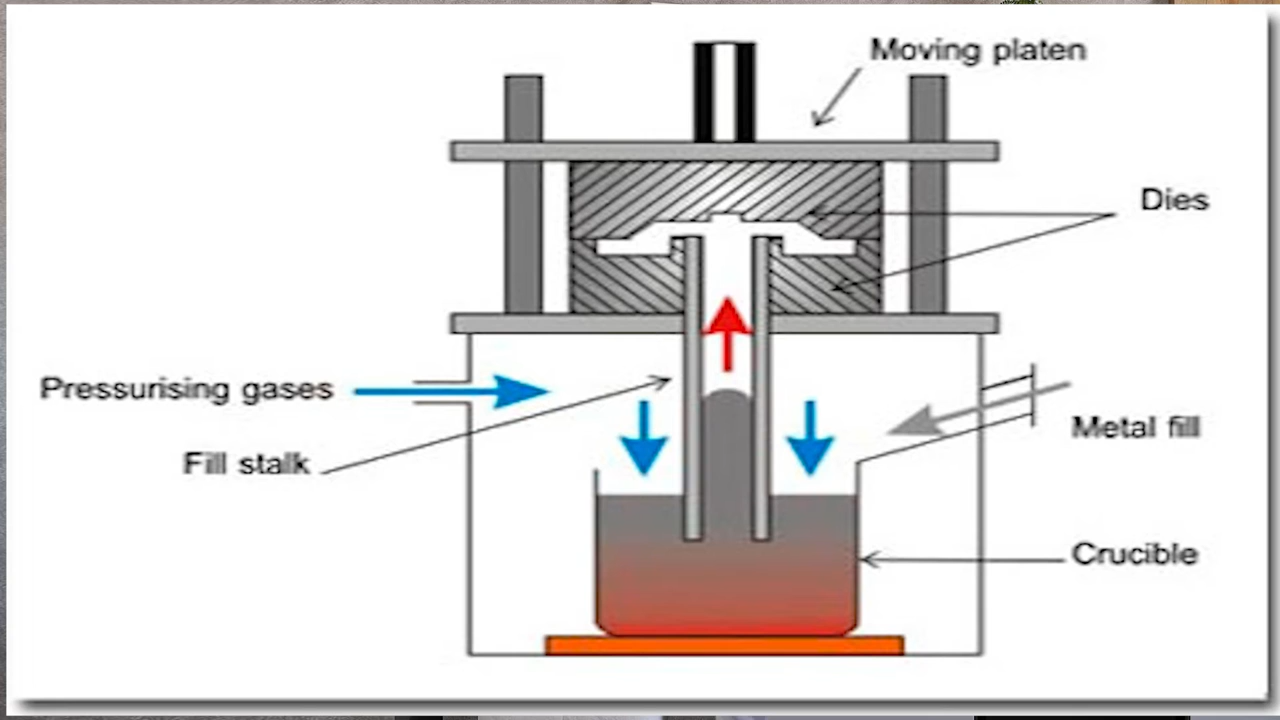 Moving platen
Dies
Pressurising gases
Metal fill
Fill stalk
Crucible